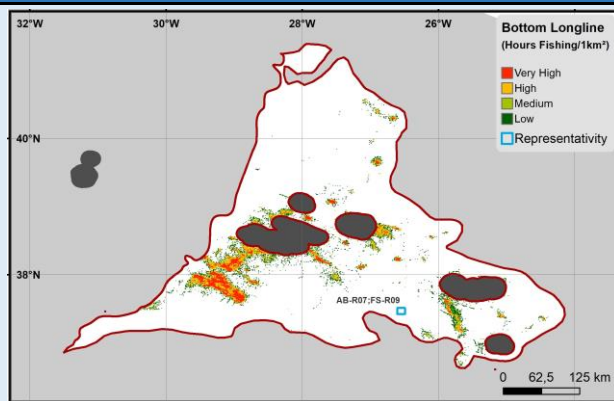 32°W 30°W 28°W 26°W
Bottom Longline
(Hours Fishing/1km²)
Very High
High
Medium
Low
Representativity
40°N
38°N
AB-R07;FS-R09
0 62,5 125 km